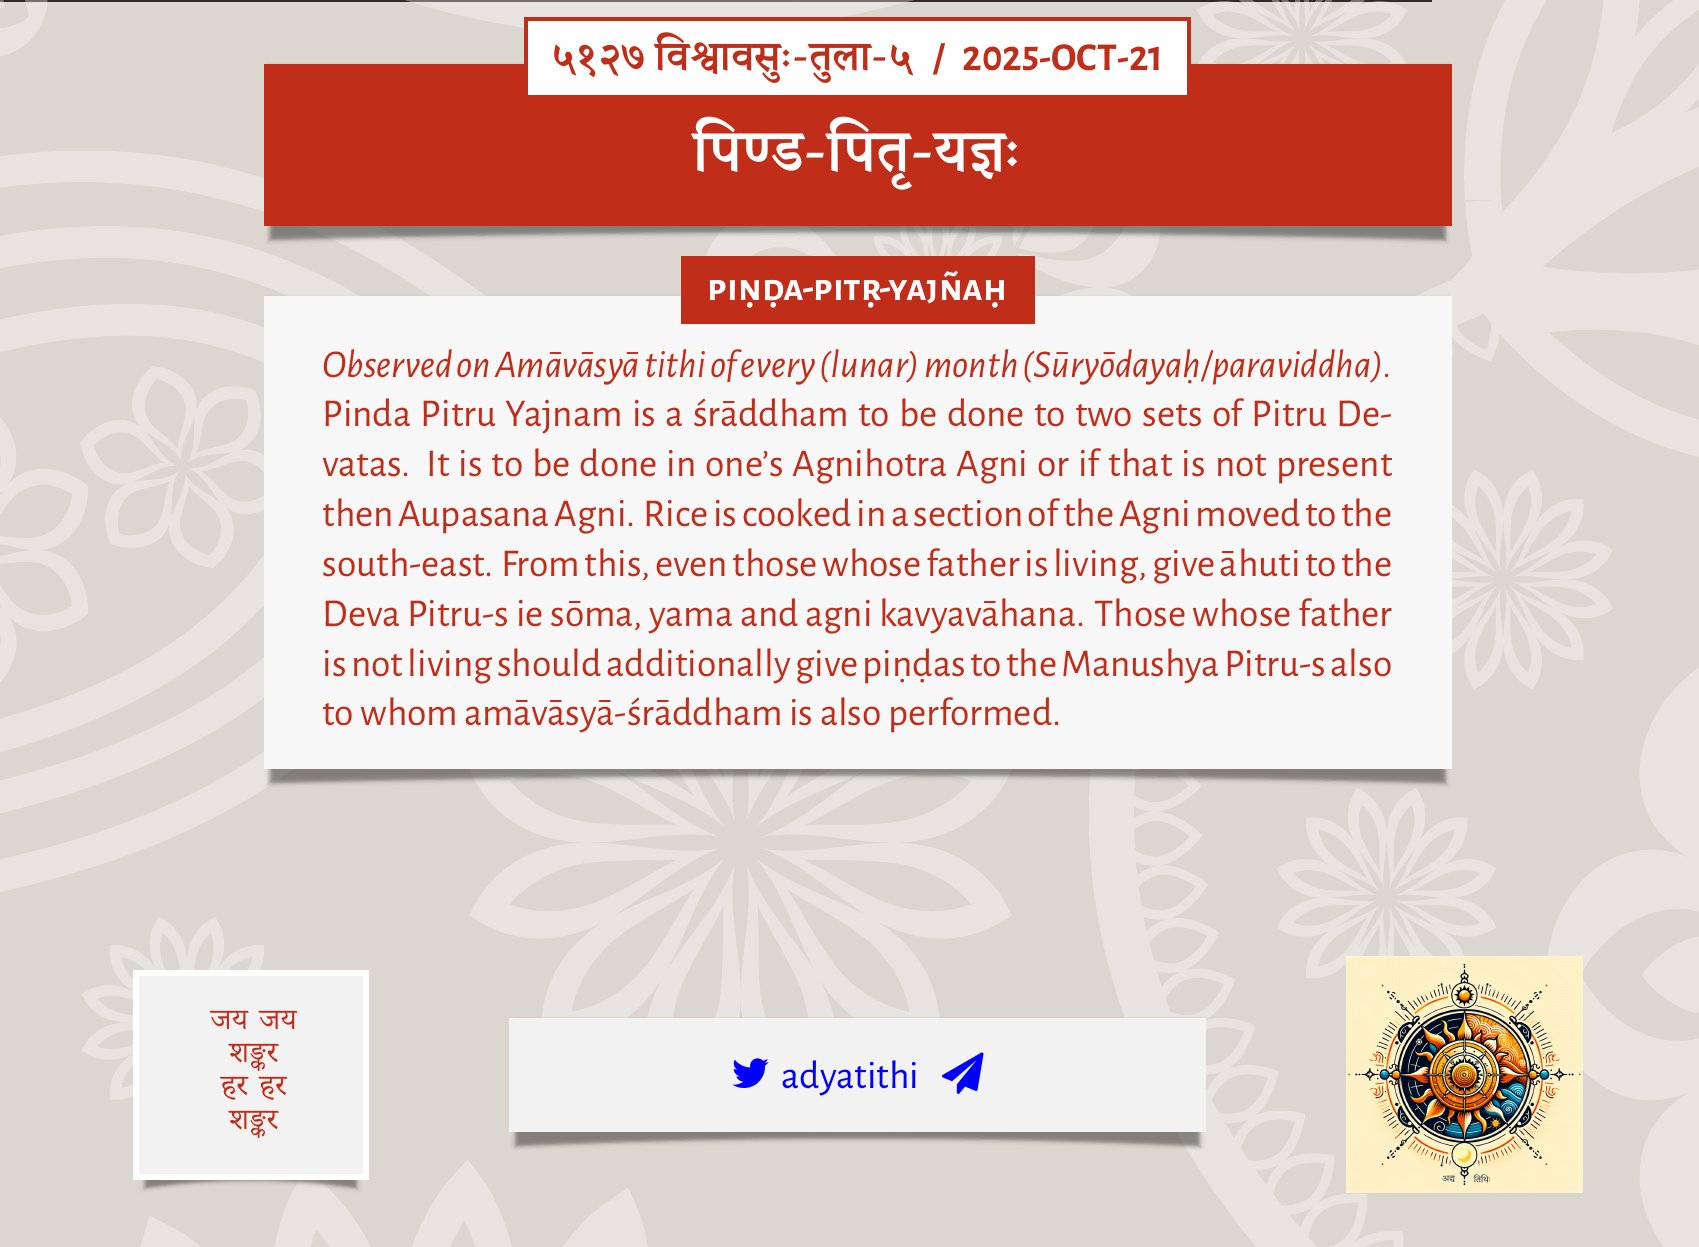 ५१२७ विश्वावसुः-तुला-५ / 2025-OCT-21
पिण्ड-पितृ-यज्ञः
PIṆḌA-PITṚ-YAJÑAḤ
Observed on Amāvāsyā tithi of every (lunar) month (Sūryōdayaḥ/paraviddha).
Pinda Pitru Yajnam is a śrāddham to be done to two sets of Pitru De-
vatas. It is to be done in one’s Agnihotra Agni or if that is not present
then Aupasana Agni. Rice is cooked in a section of the Agni moved to the
south-east. From this, even those whose father is living, give āhuti to the
Deva Pitru-s ie sōma, yama and agni kavyavāhana. Those whose father
is not living should additionally give piṇḍas to the Manushya Pitru-s also
to whom amāvāsyā-śrāddham is also performed.
जय जय
शङ्कर
हर हर
शङ्कर
adyatithi
अद्य तिथिः